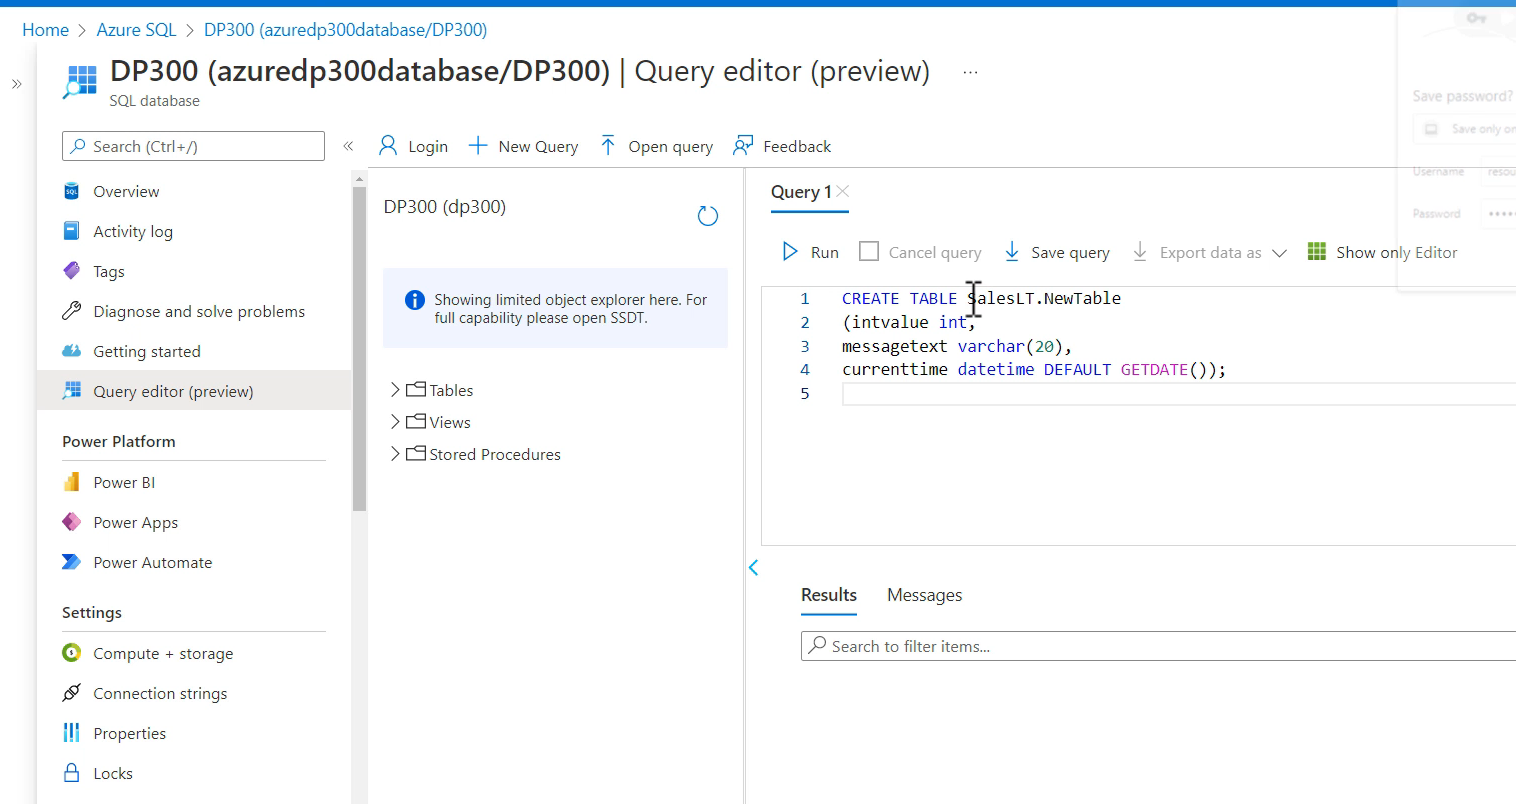 Home > Azure SQL > DP300 (azuredp300database/DP300)
DP300 (azuredp300database/DP300) | Query editor (preview) ...
SQL database
Search (Ctrl+/)
Overview
Activity log
Tags
Diagnose and solve problems
Getting started
Query editor (preview)
Power Platform
Power BI
Power Apps
Power Automate
Settings
Compute + storage
Connection strings
Properties
Locks
Login
New Query
Open query
Feedback
DP300 (dp300)
Showing limited object explorer here. For
full capability please open SSDT.
Tables
Views
Stored Procedures
Query 1
Run
Cancel query
Save query
Export data as
Show only Editor
1 CREATE TABLE SalesLT.NewTable
2 (intvalue int,
3 messagetext varchar(20),
4 currenttime datetime DEFAULT GETDATE());
5
Results
Messages
Search to filter items...
Save password?
Save only
Username
Password